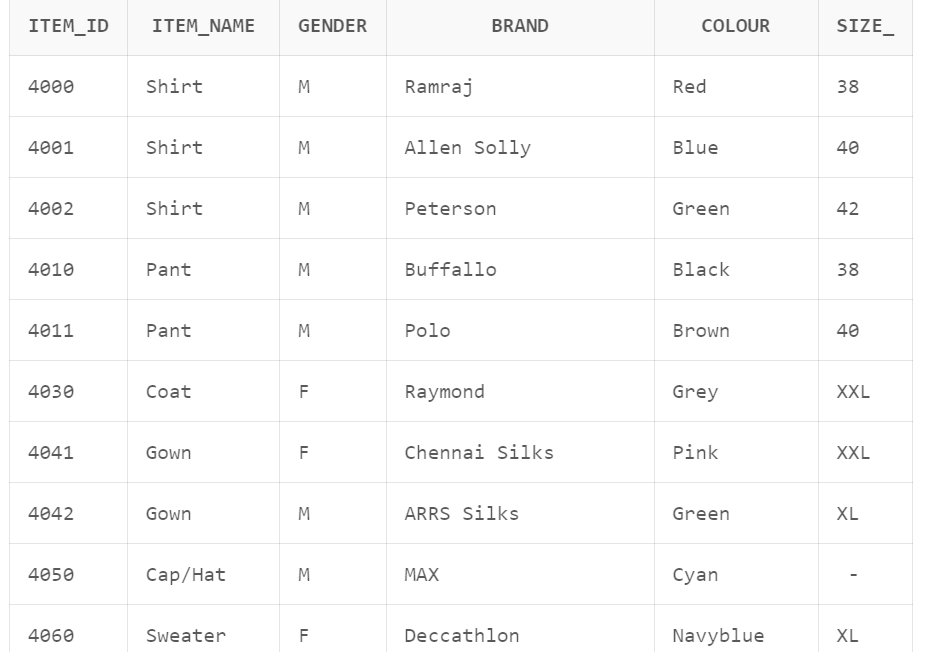 ITEM_ID ITEM_NAME GENDER BRAND COLOUR SIZE_
4000 Shirt M Ramraj Red 38
4001 Shirt M Allen Solly Blue 40
4002 Shirt M Peterson Green 42
4010 Pant M Buffallo Black 38
4011 Pant M Polo Brown 40
4030 Coat F Raymond Grey XXL
4041 Gown F Chennai Silks Pink XXL
4042 Gown M ARRS Silks Green XL
4050 Cap/Hat M MAX Cyan -
4060 Sweater F Deccathlon Navyblue XL